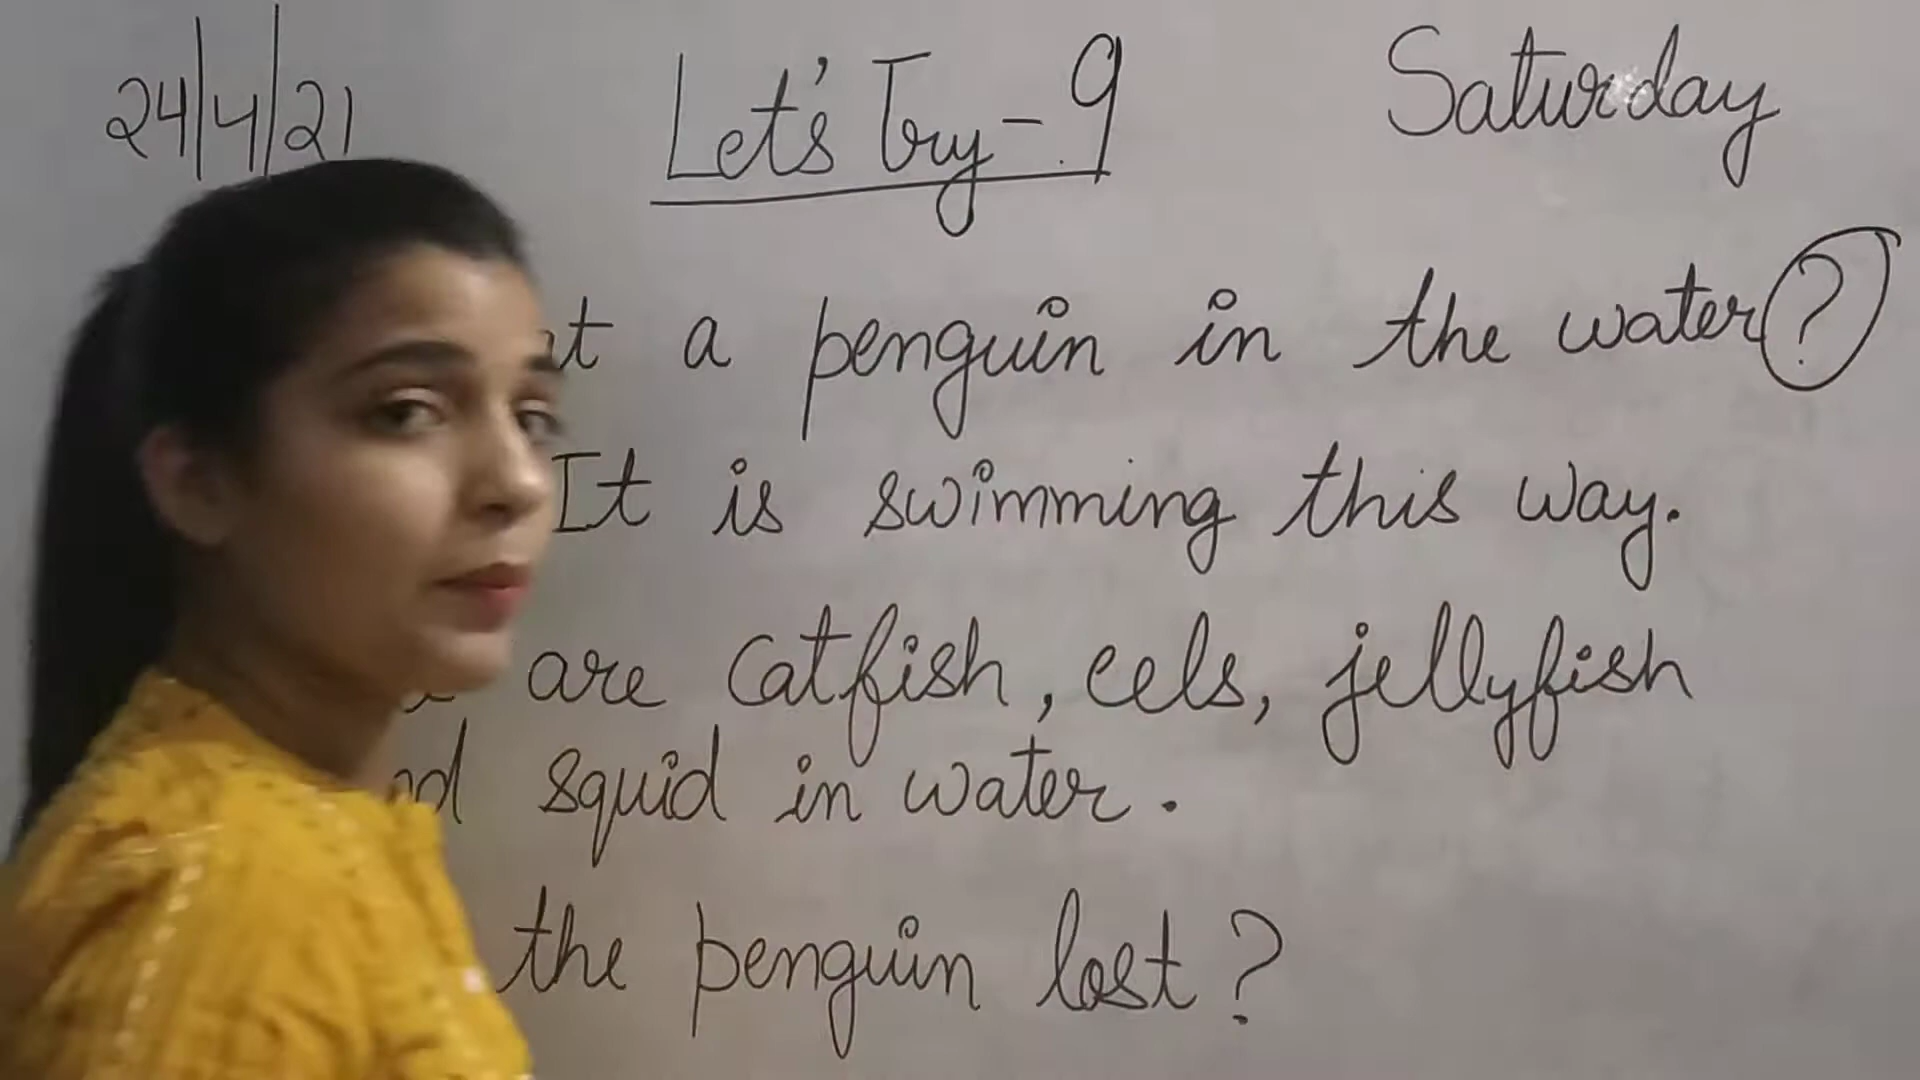 24/4/21 Let's Try-9 Saturday
a penguin in the water?
It is swimming this way.
are catfish, eels, jellyfish
squid in water.
the penguin lost?